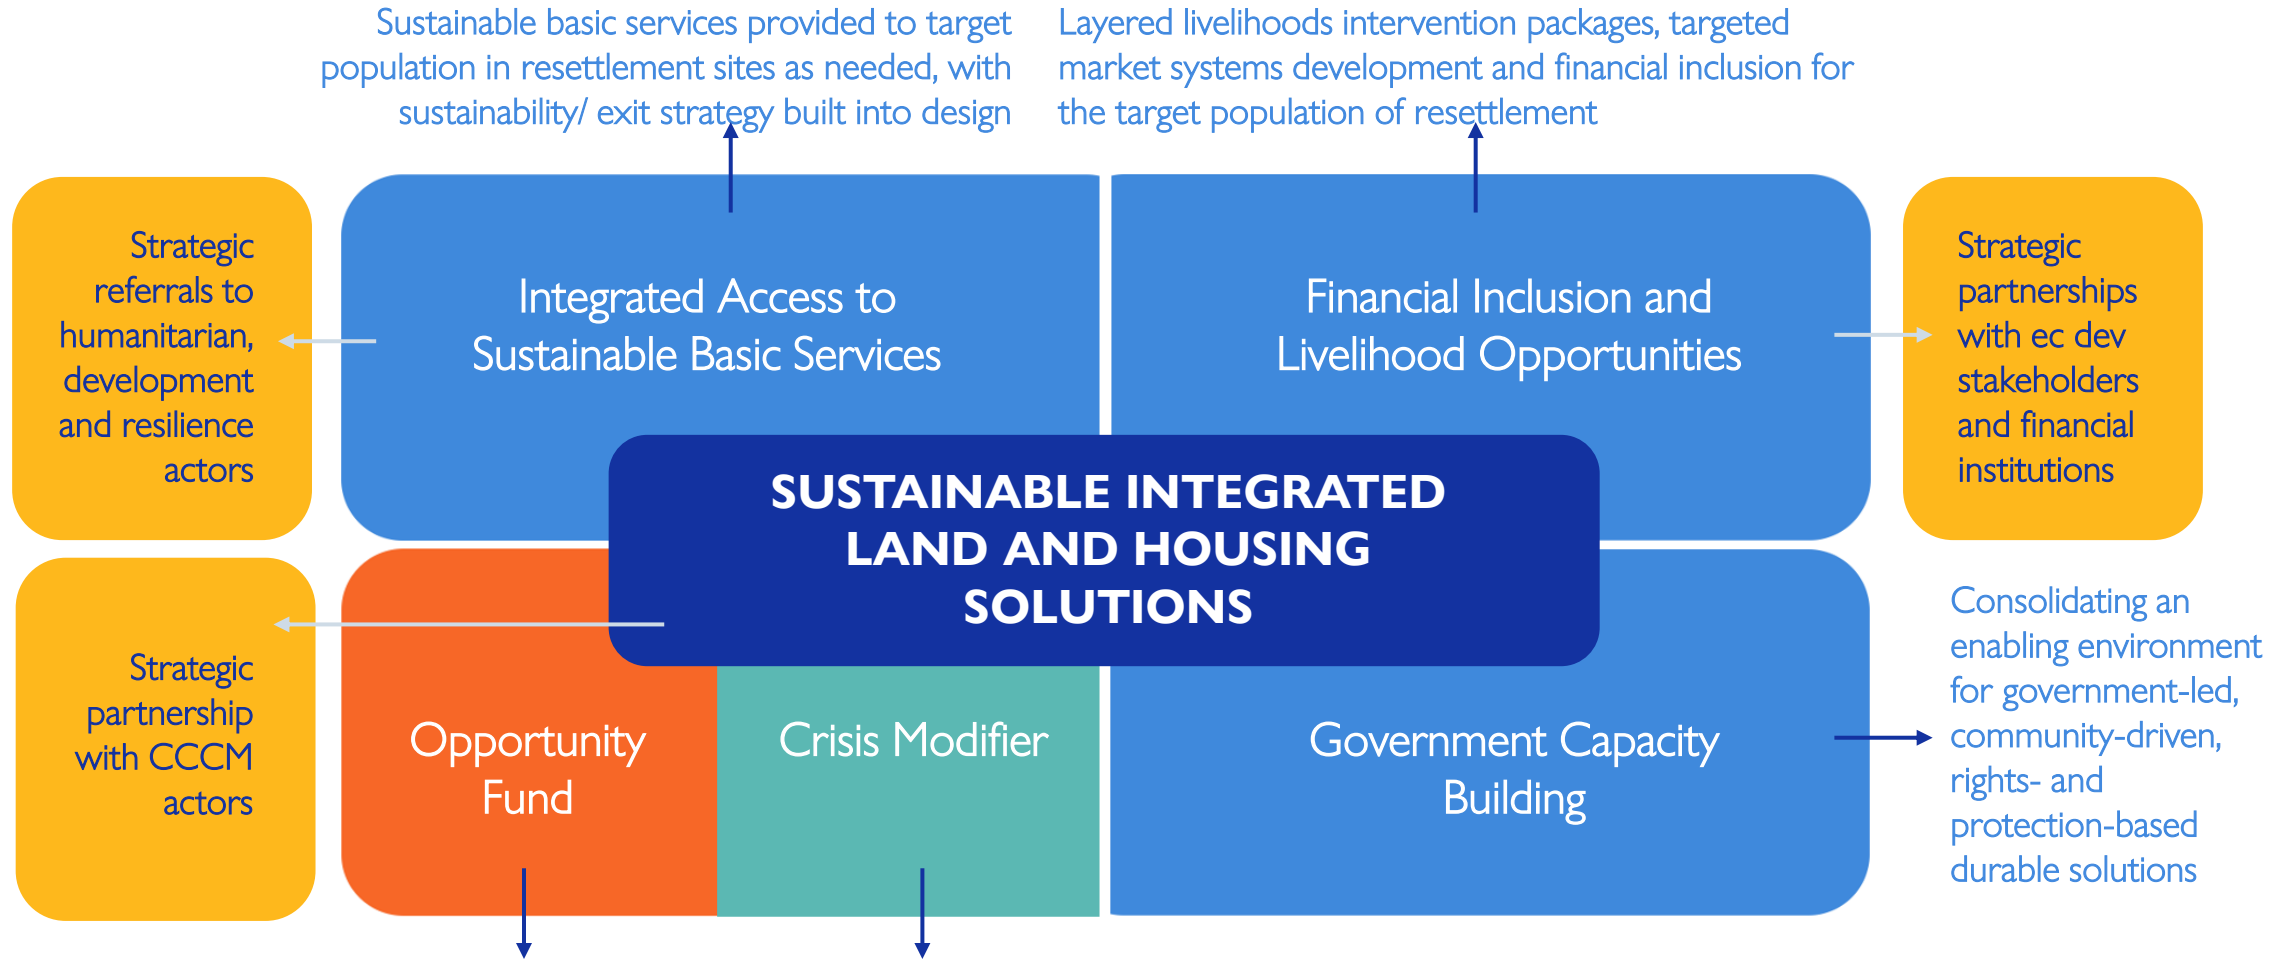 Sustainable basic services provided to target
population in resettlement sites as needed, with
sustainability/ exit strategy built into design
Layered livelihoods intervention packages, targeted
market systems development and financial inclusion for
the target population of resettlement
Strategic
referrals to
humanitarian,
development
and resilience
actors
Integrated Access to
Sustainable Basic Services
Financial Inclusion and
Livelihood Opportunities
Strategic
partnerships
with ec dev
stakeholders
and financial
institutions
SUSTAINABLE INTEGRATED
LAND AND HOUSING
SOLUTIONS
Strategic
partnership
with CCCM
actors
Opportunity
Fund
Crisis Modifier
Government Capacity
Building
Consolidating an
enabling environment
for government-led,
community-driven,
rights- and
protection-based
durable solutions